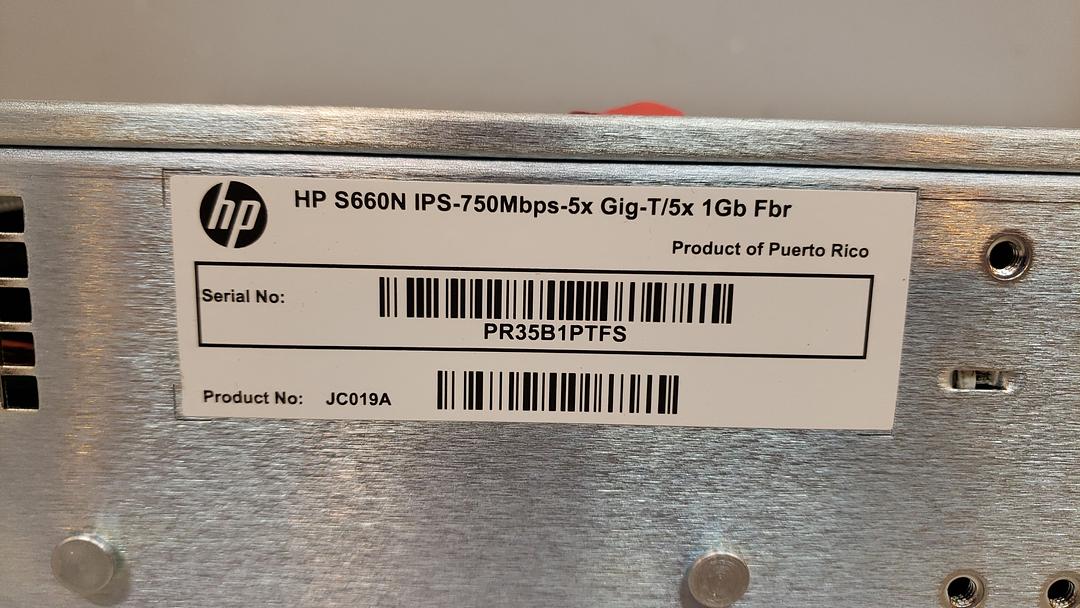 hp
HP S660N IPS-750Mbps-5x Gig-T/5x 1Gb Fbr
Product of Puerto Rico
Serial No:
PR35B1PTFS
Product No: JC019A